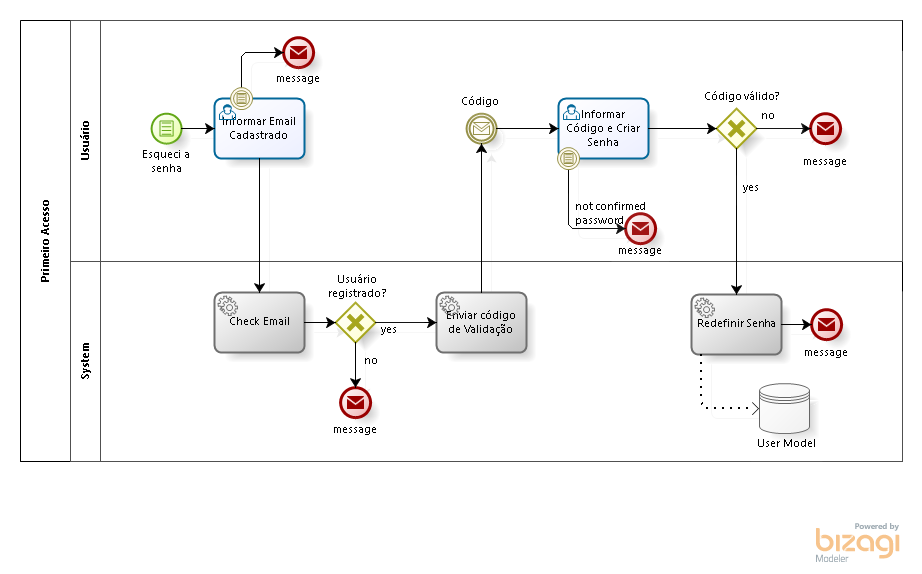 Primeiro Acesso
Usuário
Esqueci a
senha
Informar Email
Cadastrado
message
Código
Informar
Código e Criar
Senha
not confirmed
password
message
Código válido?
no
message
yes
System
Check Email
Usuário
registrado?
yes
no
message
Enviar código
de Validação
Redefinir Senha
message
User Model
Powered by
bizagi
Modeler